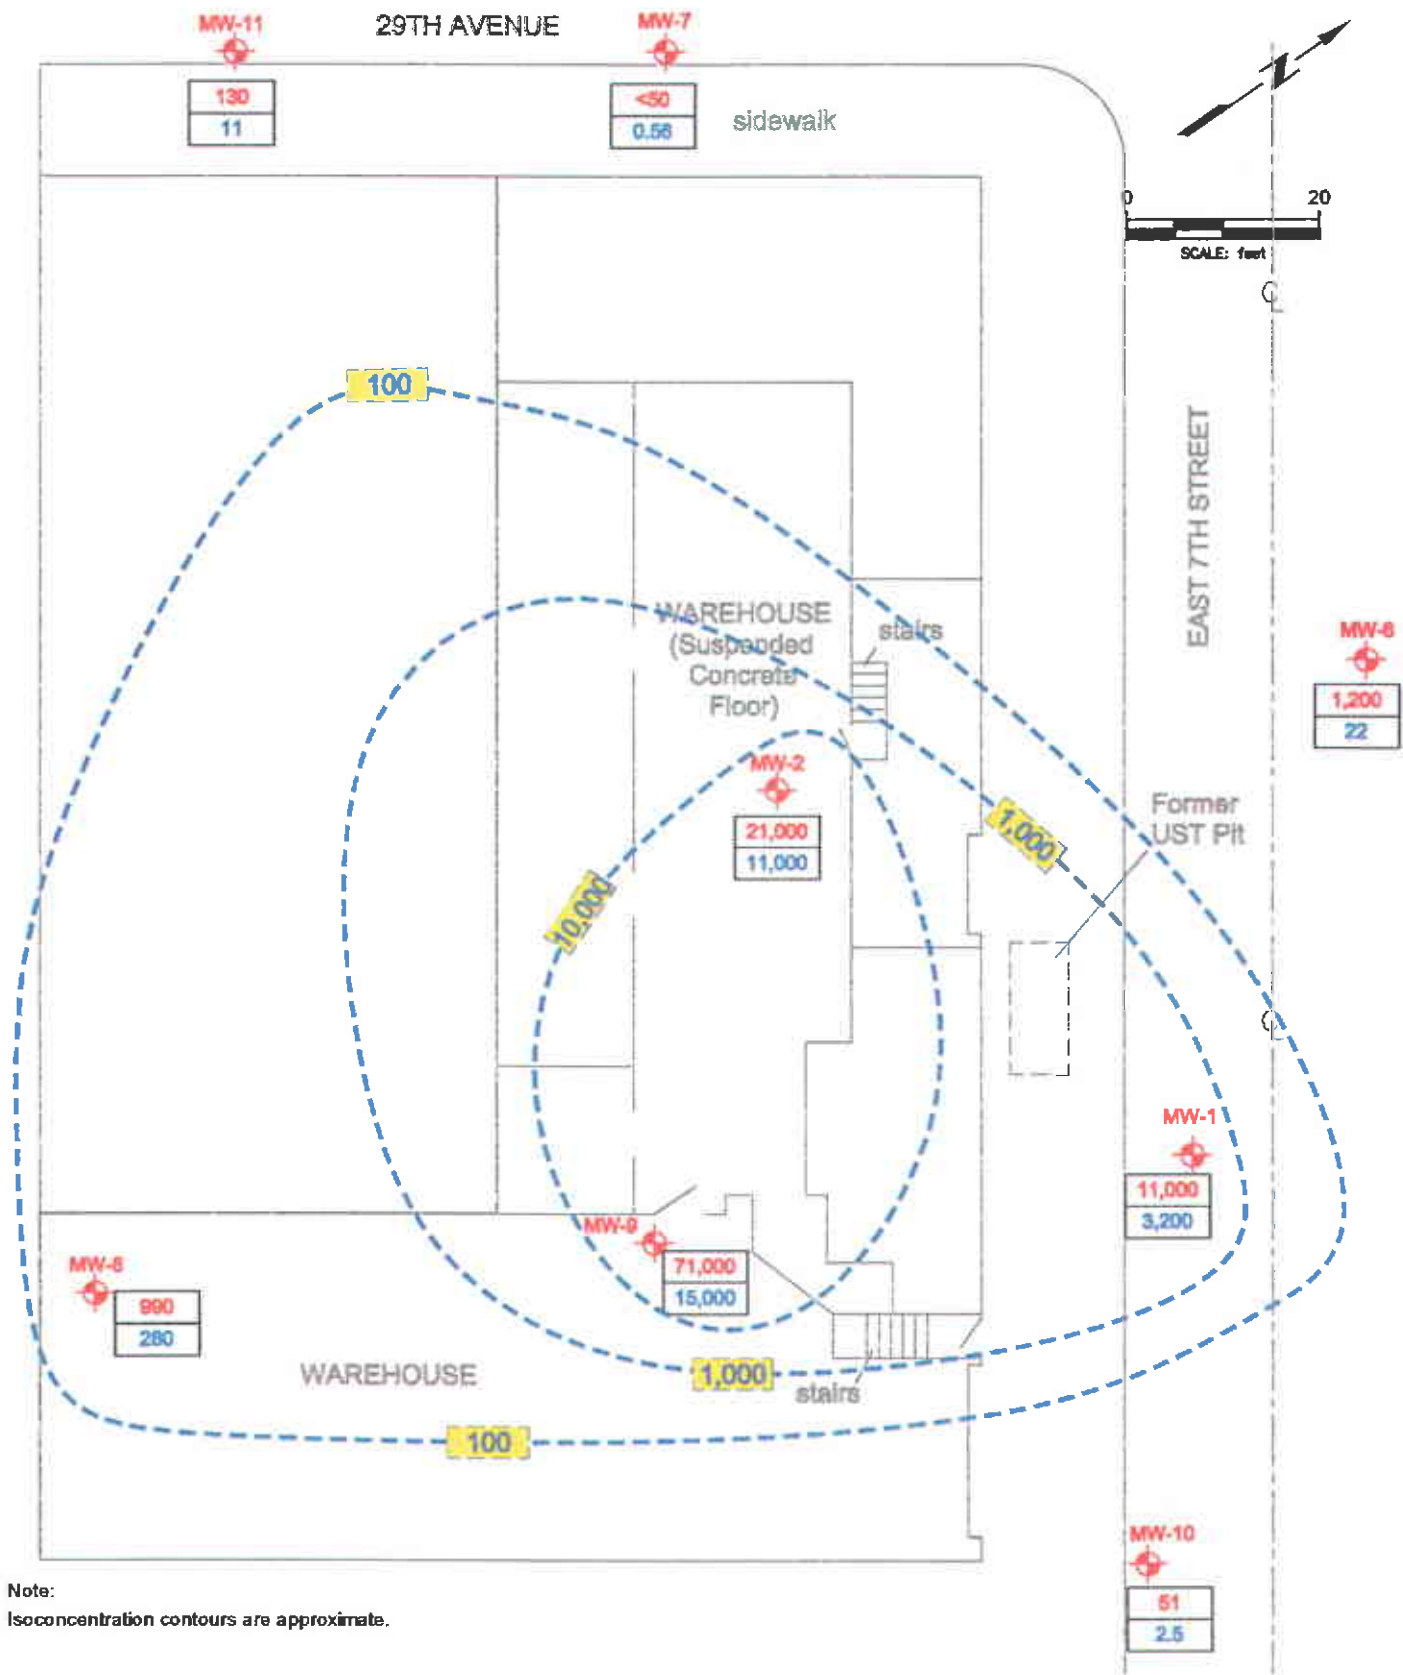 MW-11
29TH AVENUE
MW-7
130
11
<50
0.56
sidewalk
N
0 20
SCALE: feet
100
EAST 7TH STREET
WAREHOUSE
(Suspended
Concrete
Floor)
stairs
MW-6
1,200
22
MW-2
21,000
11,000
1,000
Former
UST Pit
10,000
MW-1
11,000
3,200
MW-9
71,000
15,000
MW-8
990
280
WAREHOUSE
1,000
stairs
100
MW-10
51
2.5
Note:
Isoconcentration contours are approximate.